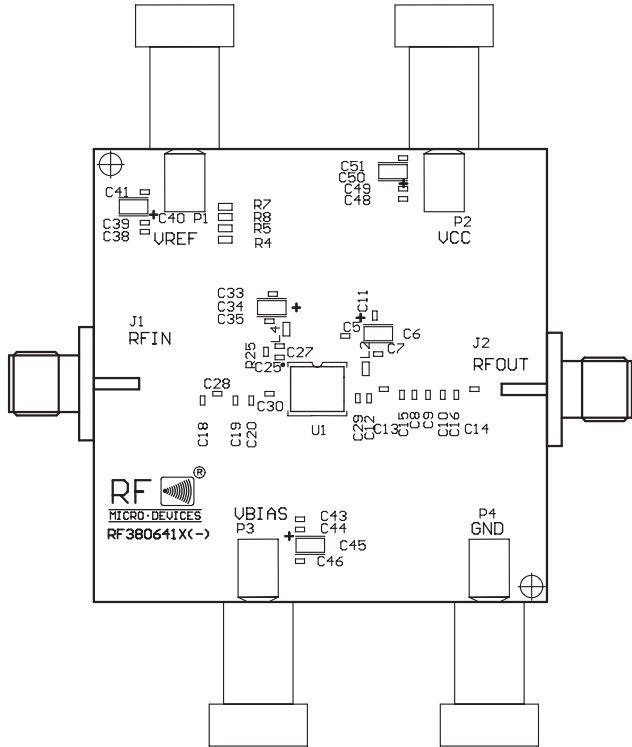 C51
C50
C49
C48
P2
VCC
C41
C40
P1
C39
C38
VREF
R7
R8
R5
R4
C33
C34
C35
L4
C11
C5
C6
C7
L2
J1
RFIN
J2
RFOUT
R25
C27
C25
C28
C30
U1
C18
C19
C20
C29
C12
C13
C15
C8
C9
C10
C16
C14
RF
®
MICRO·DEVICES
RF380641X(-)
VBIAS
P3
C43
C44
C45
C46
P4
GND